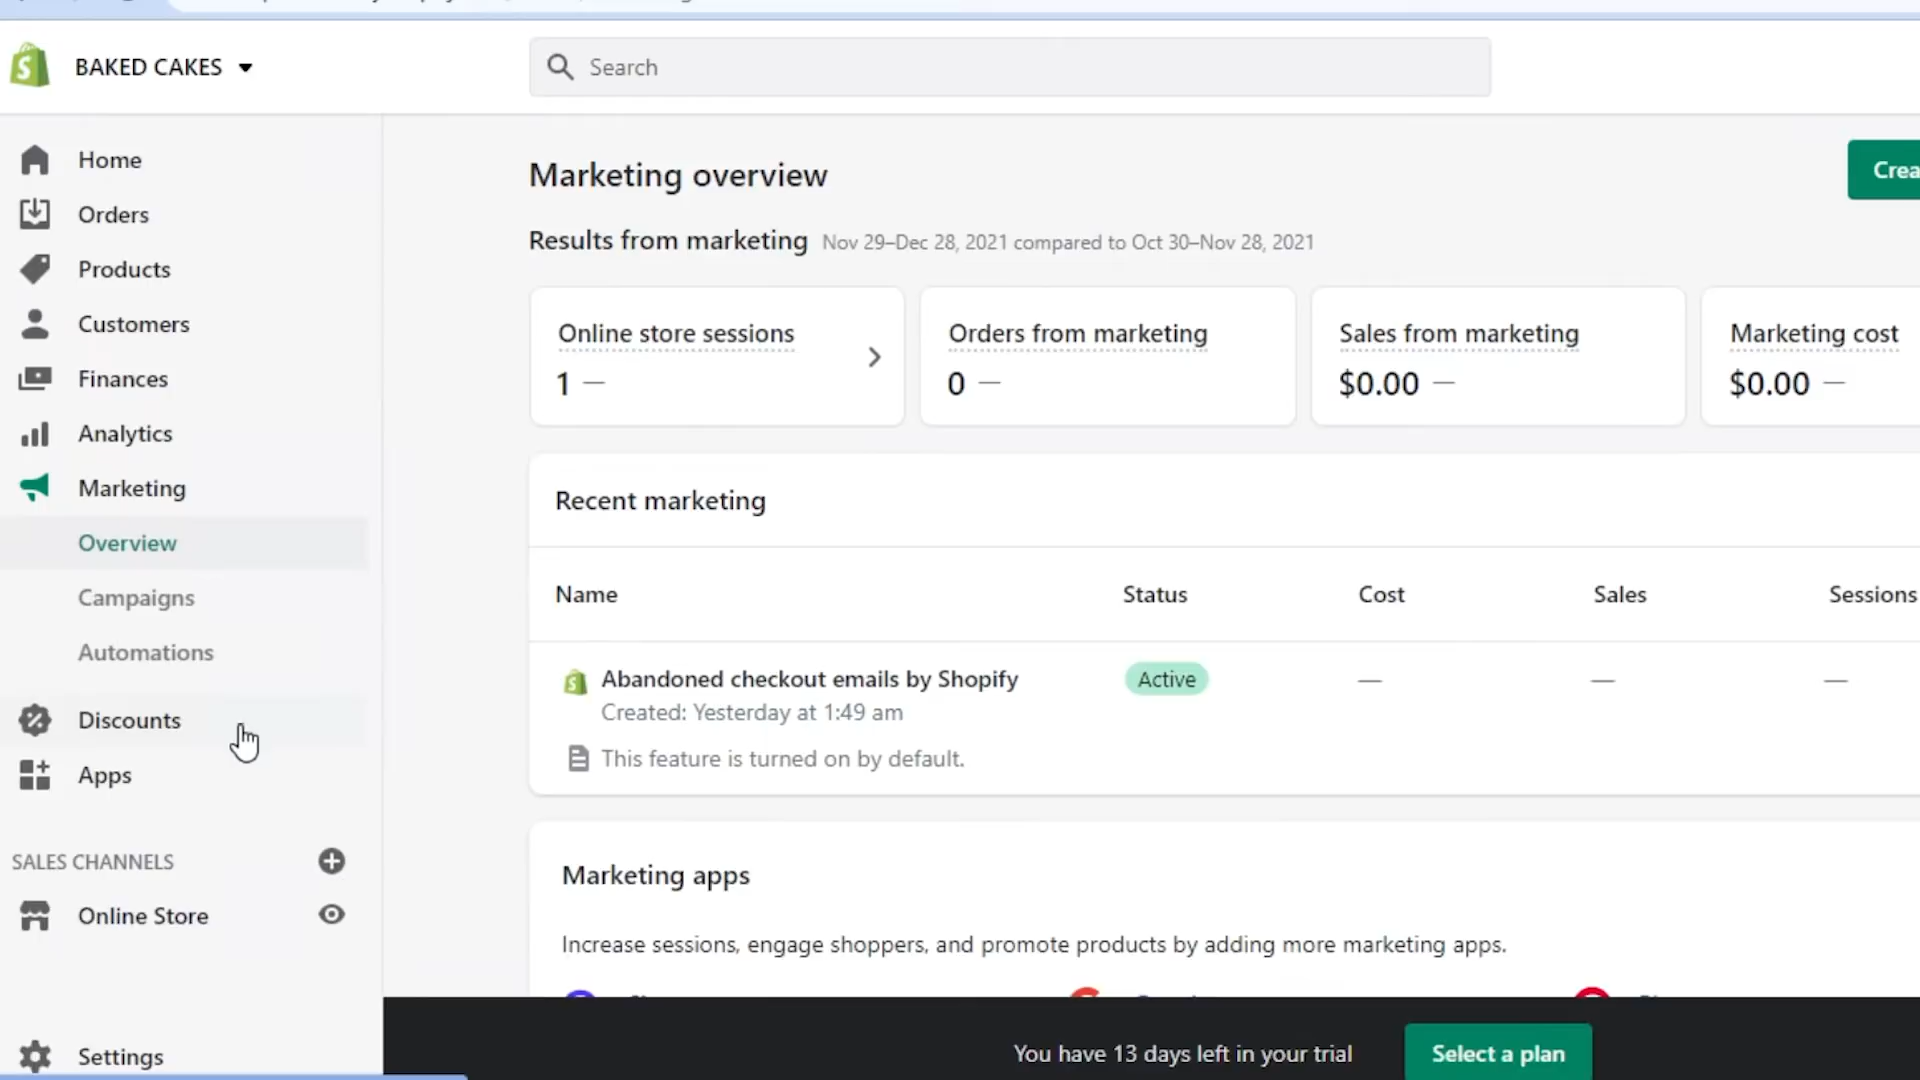 BAKED CAKES
Search
Home
Orders
Products
Customers
Finances
Analytics
Marketing
Overview
Campaigns
Automations
Discounts
Apps
SALES CHANNELS
Online Store
Settings
Marketing overview
Results from marketing Nov 29–Dec 28, 2021 compared to Oct 30–Nov 28, 2021
Online store sessions
1 —
Orders from marketing
0 —
Sales from marketing
$0.00 —
Marketing cost
$0.00 —
Recent marketing
Name Status Cost Sales Sessions
Abandoned checkout emails by Shopify Active — — —
Created: Yesterday at 1:49 am
This feature is turned on by default.
Marketing apps
Increase sessions, engage shoppers, and promote products by adding more marketing apps.
You have 13 days left in your trial Select a plan